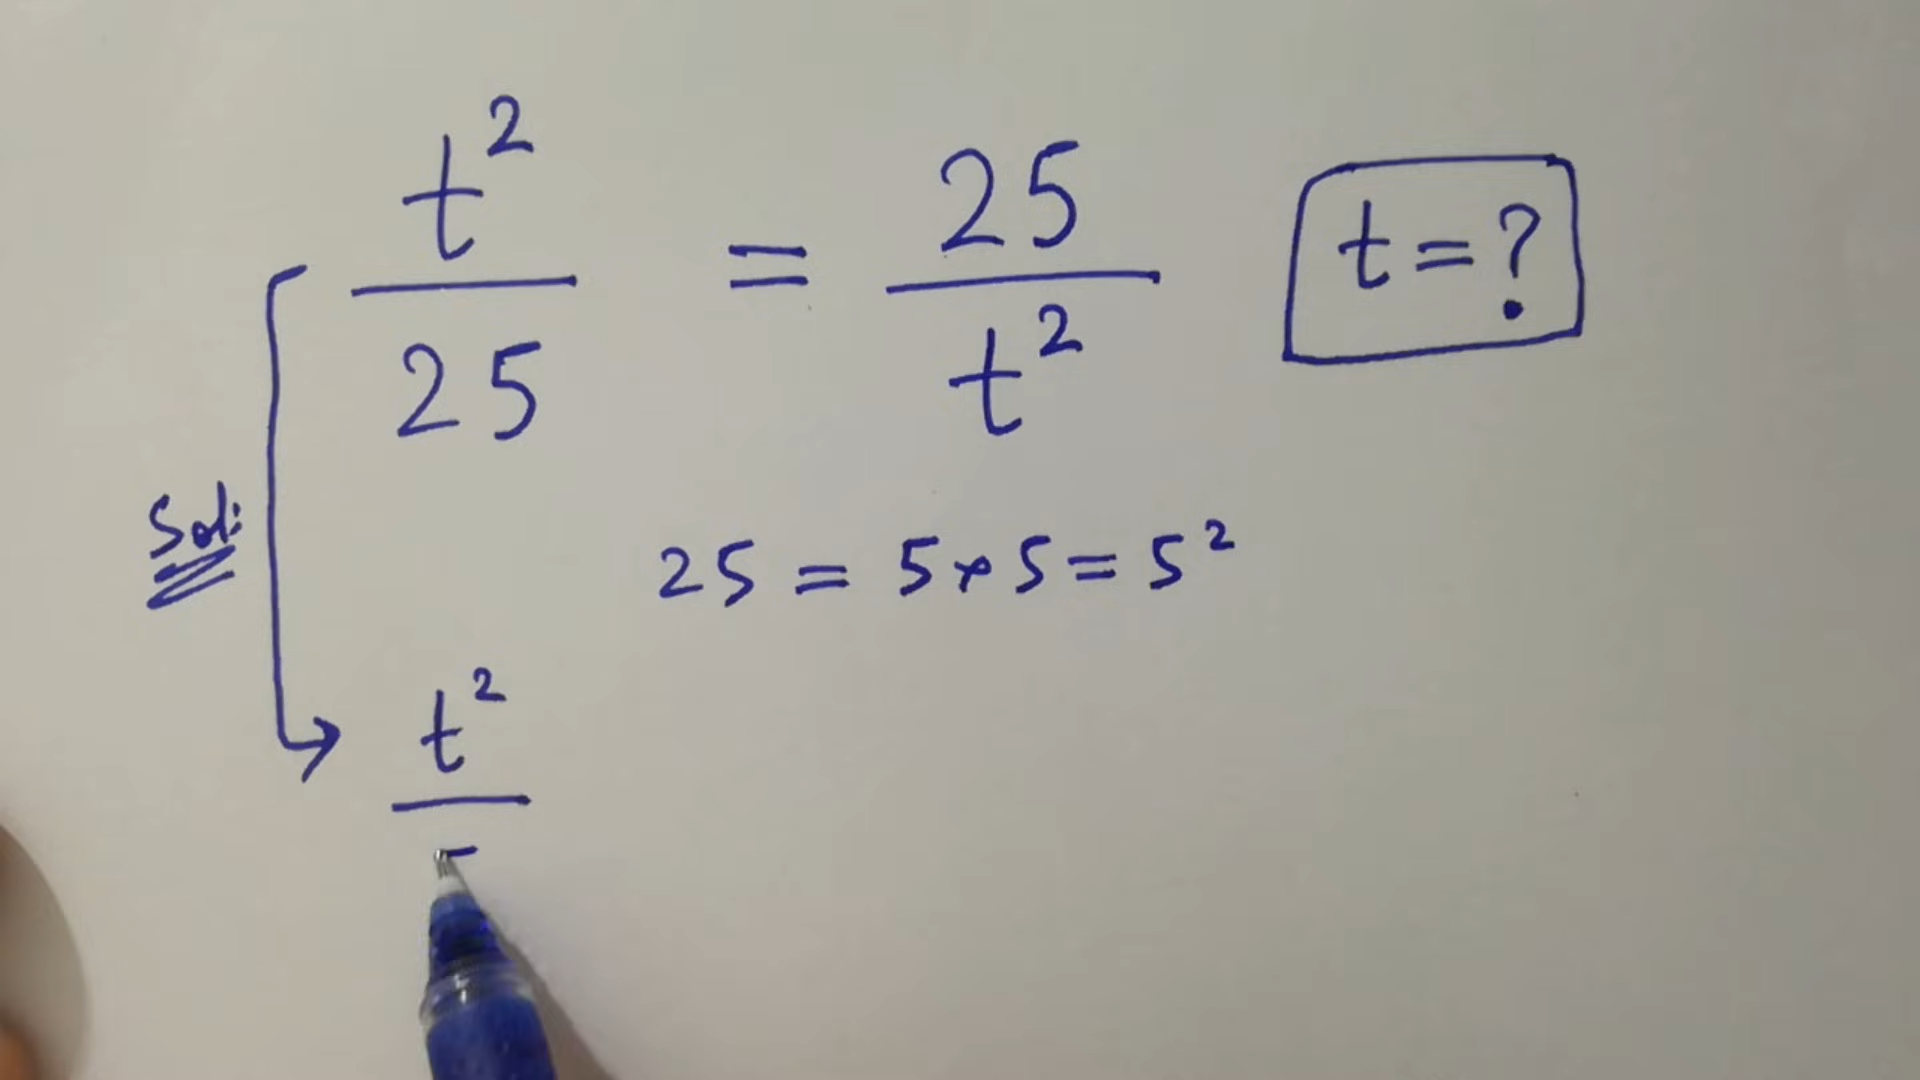 t² / 25 = 25 / t²
t = ?
Sol:
25 = 5 × 5 = 5²
t²